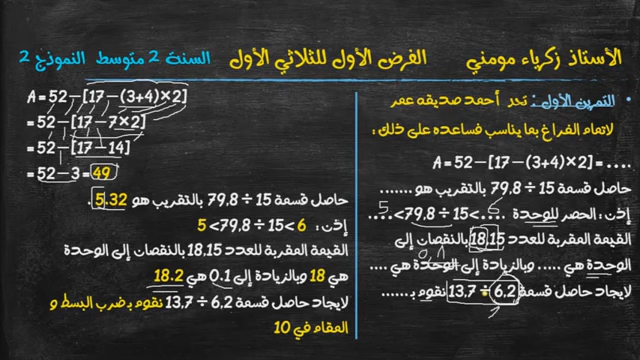 الأستاذ زكرياء مومني
الفرض الأول للثلاثي الأول
السنة 2 متوسط النموذج 2
التمرين الأول : تحد أحمد صديقه عمر
لاتمام الفراغ بما يناسب فساعده على ذلك :
A = 52 − [17 − (3+4)×2] = ....
حاصل قسمة 15 ÷ 79,8 بالتقريب هو .......
إذن : الحصر للوحدة ....>15 ÷ 79,8>....
5 6
القيمة المقربة للعدد 18,15 بالنقصان إلى
الوحدة هي ..... وبالزيادة إلى الوحدة هي ....
0,1
لايجاد حاصل قسمة 6,2 ÷ 13,7 نقوم بـ ......
A = 52 − [17 − (3+4)×2]
= 52 − [17 − 7×2]
= 52 − [17 − 14]
= 52 − 3 = 49
حاصل قسمة 15 ÷ 79,8 بالتقريب هو 5.32 .
إذن : 6 >15 ÷ 79,8> 5
القيمة المقربة للعدد 18,15 بالنقصان إلى الوحدة
هي 18 وبالزيادة إلى 0,1 هي 18.2
لايجاد حاصل قسمة 6,2 ÷ 13,7 نقوم بـ ضرب البسط و
المقام في 10